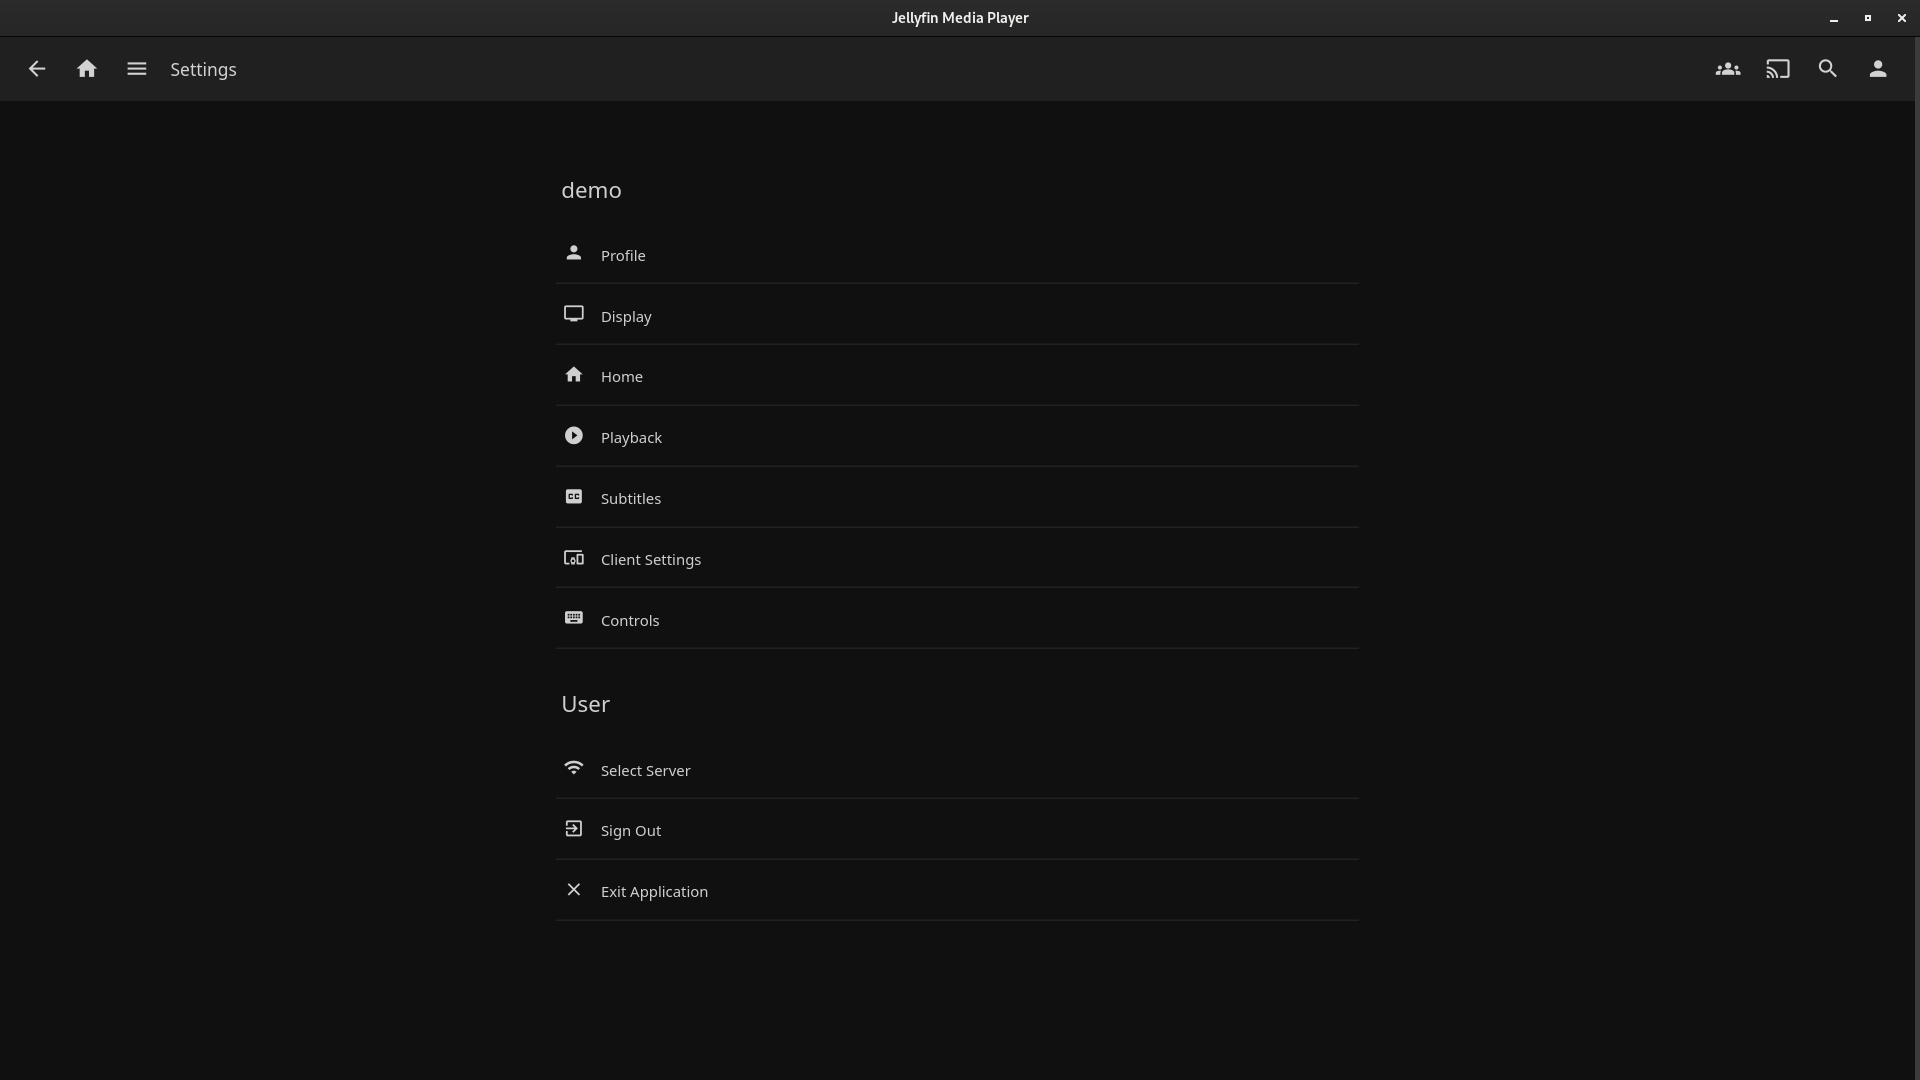 Jellyfin Media Player
Settings
demo
Profile
Display
Home
Playback
Subtitles
Client Settings
Controls
User
Select Server
Sign Out
Exit Application